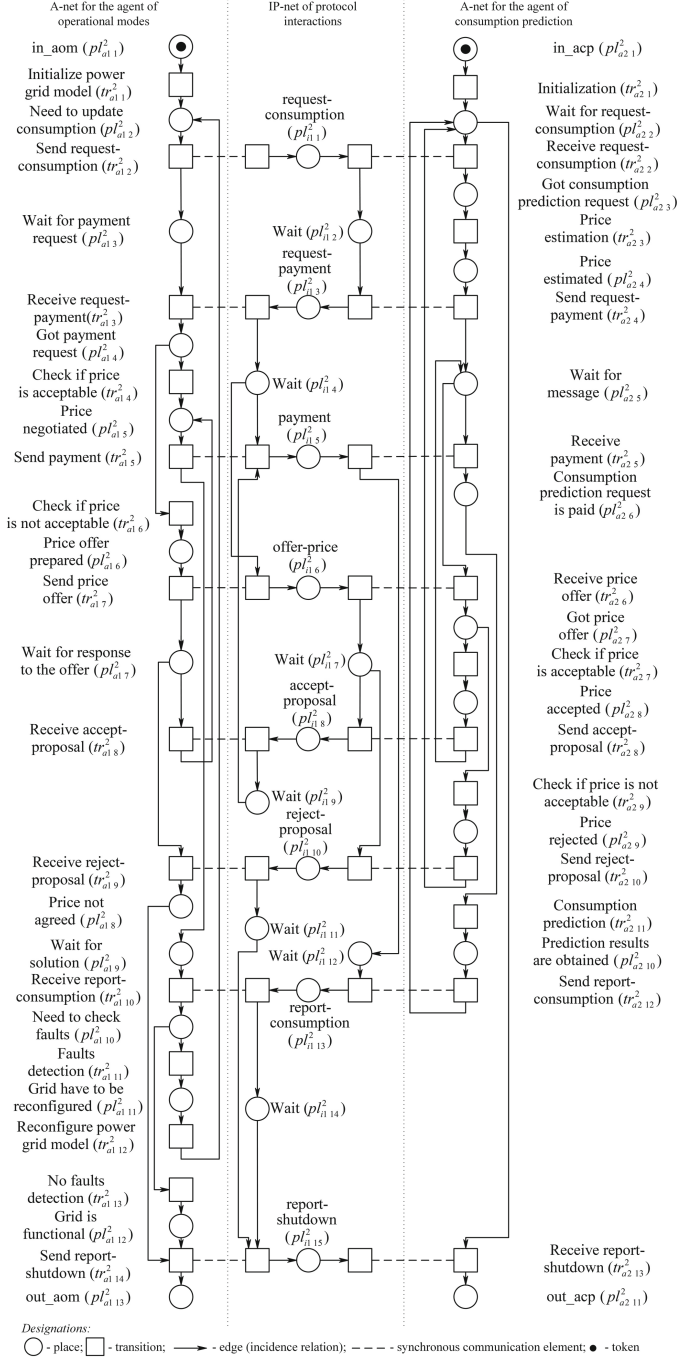 A-net for the agent of
operational modes
IP-net of protocol
interactions
A-net for the agent of
consumption prediction
in_aom (pl²a1 1)
Initialize power
grid model (tr²a1 1)
Need to update
consumption (pl²a1 2)
Send request-
consumption (tr²a1 2)
Wait for payment
request (pl²a1 3)
Receive request-
payment(tr²a1 3)
Got payment
request (pl²a1 4)
Check if price
is acceptable (tr²a1 4)
Price
negotiated (pl²a1 5)
Send payment (tr²a1 5)
Check if price
is not acceptable (tr²a1 6)
Price offer
prepared (pl²a1 6)
Send price
offer (tr²a1 7)
Wait for response
to the offer (pl²a1 7)
Receive accept-
proposal (tr²a1 8)
Receive reject-
proposal (tr²a1 9)
Price not
agreed (pl²a1 8)
Wait for
solution (pl²a1 9)
Receive report-
consumption (tr²a1 10)
Need to check
faults (pl²a1 10)
Faults
detection (tr²a1 11)
Grid have to be
reconfigured (pl²a1 11)
Reconfigure power
grid model (tr²a1 12)
No faults
detection (tr²a1 13)
Grid is
functional (pl²a1 12)
Send report-
shutdown (tr²a1 14)
out_aom (pl²a1 13)
request-
consumption
(pl²i1 1)
Wait (pl²i1 2)
request-
payment
(pl²i1 3)
Wait (pl²i1 4)
payment
(pl²i1 5)
offer-price
(pl²i1 6)
Wait (pl²i1 7)
accept-
proposal
(pl²i1 8)
Wait (pl²i1 9)
reject-
proposal
(pl²i1 10)
Wait (pl²i1 11)
Wait (pl²i1 12)
report-
consumption
(pl²i1 13)
Wait (pl²i1 14)
report-
shutdown
(pl²i1 15)
in_acp (pl²a2 1)
Initialization (tr²a2 1)
Wait for request-
consumption (pl²a2 2)
Receive request-
consumption (tr²a2 2)
Got consumption
prediction request (pl²a2 3)
Price
estimation (tr²a2 3)
Price
estimated (pl²a2 4)
Send request-
payment (tr²a2 4)
Wait for
message (pl²a2 5)
Receive
payment (tr²a2 5)
Consumption
prediction request
is paid (pl²a2 6)
Receive price
offer (tr²a2 6)
Got price
offer (pl²a2 7)
Check if price
is acceptable (tr²a2 7)
Price
accepted (pl²a2 8)
Send accept-
proposal (tr²a2 8)
Check if price is not
acceptable (tr²a2 9)
Price
rejected (pl²a2 9)
Send reject-
proposal (tr²a2 10)
Consumption
prediction (tr²a2 11)
Prediction results
are obtained (pl²a2 10)
Send report-
consumption (tr²a2 12)
Receive report-
shutdown (tr²a2 13)
out_acp (pl²a2 11)
Designations:
- place; - transition; - edge (incidence relation); - synchronous communication element; - token